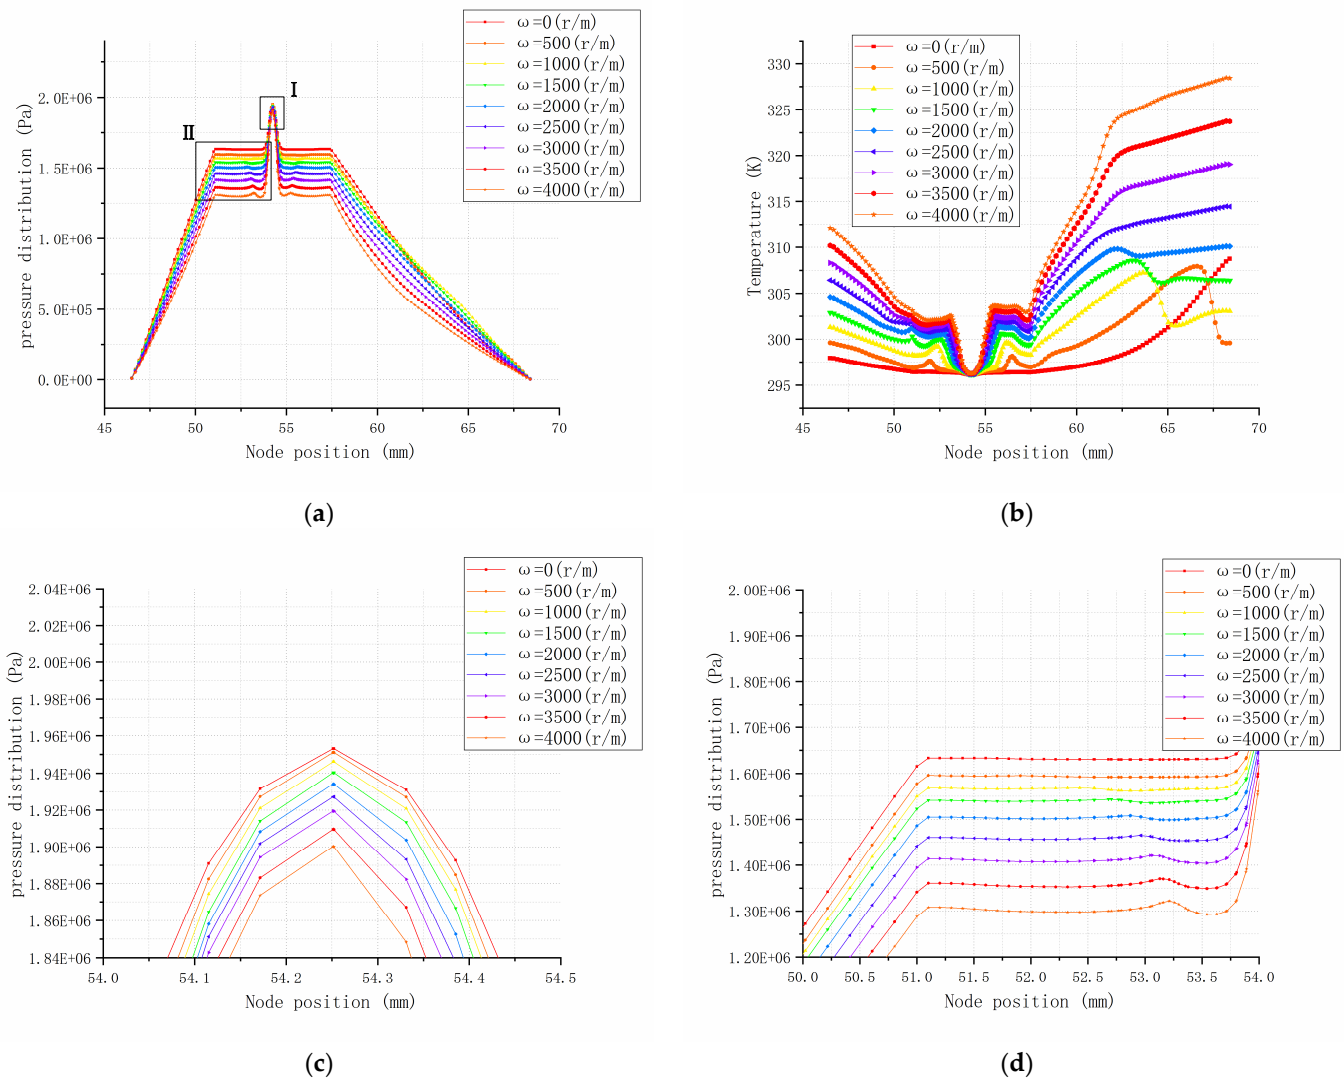 ω=0(r/m)
ω=500(r/m)
ω=1000(r/m)
ω=1500(r/m)
ω=2000(r/m)
ω=2500(r/m)
ω=3000(r/m)
ω=3500(r/m)
ω=4000(r/m)
I
II
pressure distribution (Pa)
2.0E+06
1.5E+06
1.0E+06
5.0E+05
0.0E+00
45 50 55 60 65 70
Node position (mm)
(a)
ω=0(r/m)
ω=500(r/m)
ω=1000(r/m)
ω=1500(r/m)
ω=2000(r/m)
ω=2500(r/m)
ω=3000(r/m)
ω=3500(r/m)
ω=4000(r/m)
Temperature (K)
330
325
320
315
310
305
300
295
45 50 55 60 65 70
Node position (mm)
(b)
ω=0(r/m)
ω=500(r/m)
ω=1000(r/m)
ω=1500(r/m)
ω=2000(r/m)
ω=2500(r/m)
ω=3000(r/m)
ω=3500(r/m)
ω=4000(r/m)
pressure distribution (Pa)
2.04E+06
2.02E+06
2.00E+06
1.98E+06
1.96E+06
1.94E+06
1.92E+06
1.90E+06
1.88E+06
1.86E+06
1.84E+06
54.0 54.1 54.2 54.3 54.4 54.5
Node position (mm)
(c)
ω=0(r/m)
ω=500(r/m)
ω=1000(r/m)
ω=1500(r/m)
ω=2000(r/m)
ω=2500(r/m)
ω=3000(r/m)
ω=3500(r/m)
ω=4000(r/m)
pressure distribution (Pa)
2.00E+06
1.90E+06
1.80E+06
1.70E+06
1.60E+06
1.50E+06
1.40E+06
1.30E+06
1.20E+06
50.0 50.5 51.0 51.5 52.0 52.5 53.0 53.5 54.0
Node position (mm)
(d)